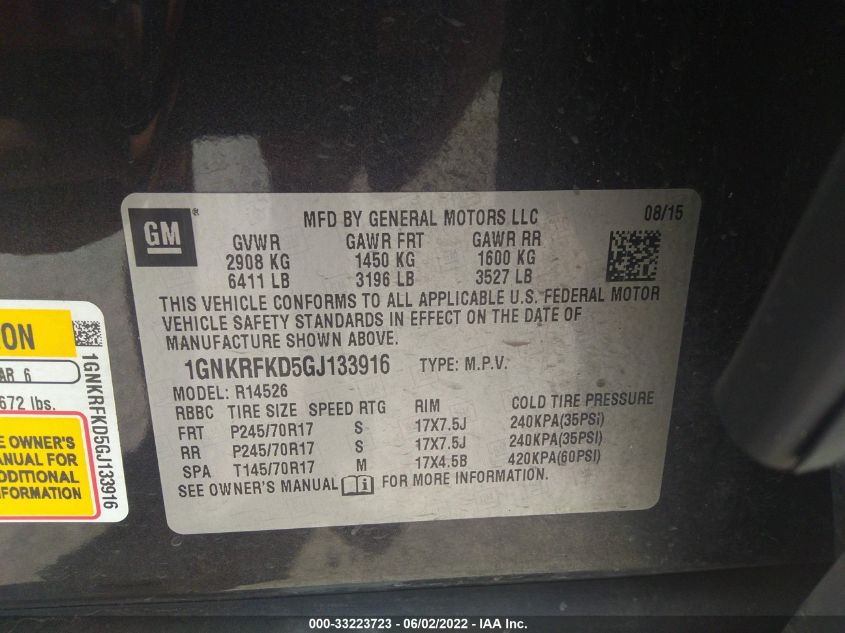 GM ®
MFD BY GENERAL MOTORS LLC 08/15
GVWR GAWR FRT GAWR RR
2908 KG 1450 KG 1600 KG
6411 LB 3196 LB 3527 LB
THIS VEHICLE CONFORMS TO ALL APPLICABLE U.S. FEDERAL MOTOR
VEHICLE SAFETY STANDARDS IN EFFECT ON THE DATE OF
MANUFACTURE SHOWN ABOVE.
1GNKRFKD5GJ133916 TYPE: M.P.V.
MODEL: R14526
RBBC TIRE SIZE SPEED RTG RIM COLD TIRE PRESSURE
FRT P245/70R17 S 17X7.5J 240KPA(35PSI)
RR P245/70R17 S 17X7.5J 240KPA(35PSI)
SPA T145/70R17 M 17X4.5B 420KPA(60PSI)
SEE OWNER'S MANUAL FOR MORE INFORMATION.
ON
AR 6
672 lbs.
E OWNER'S
ANUAL FOR
DDITIONAL
FORMATION
1GNKRFKD5GJ133916
000-33223723 - 06/02/2022 - IAA Inc.